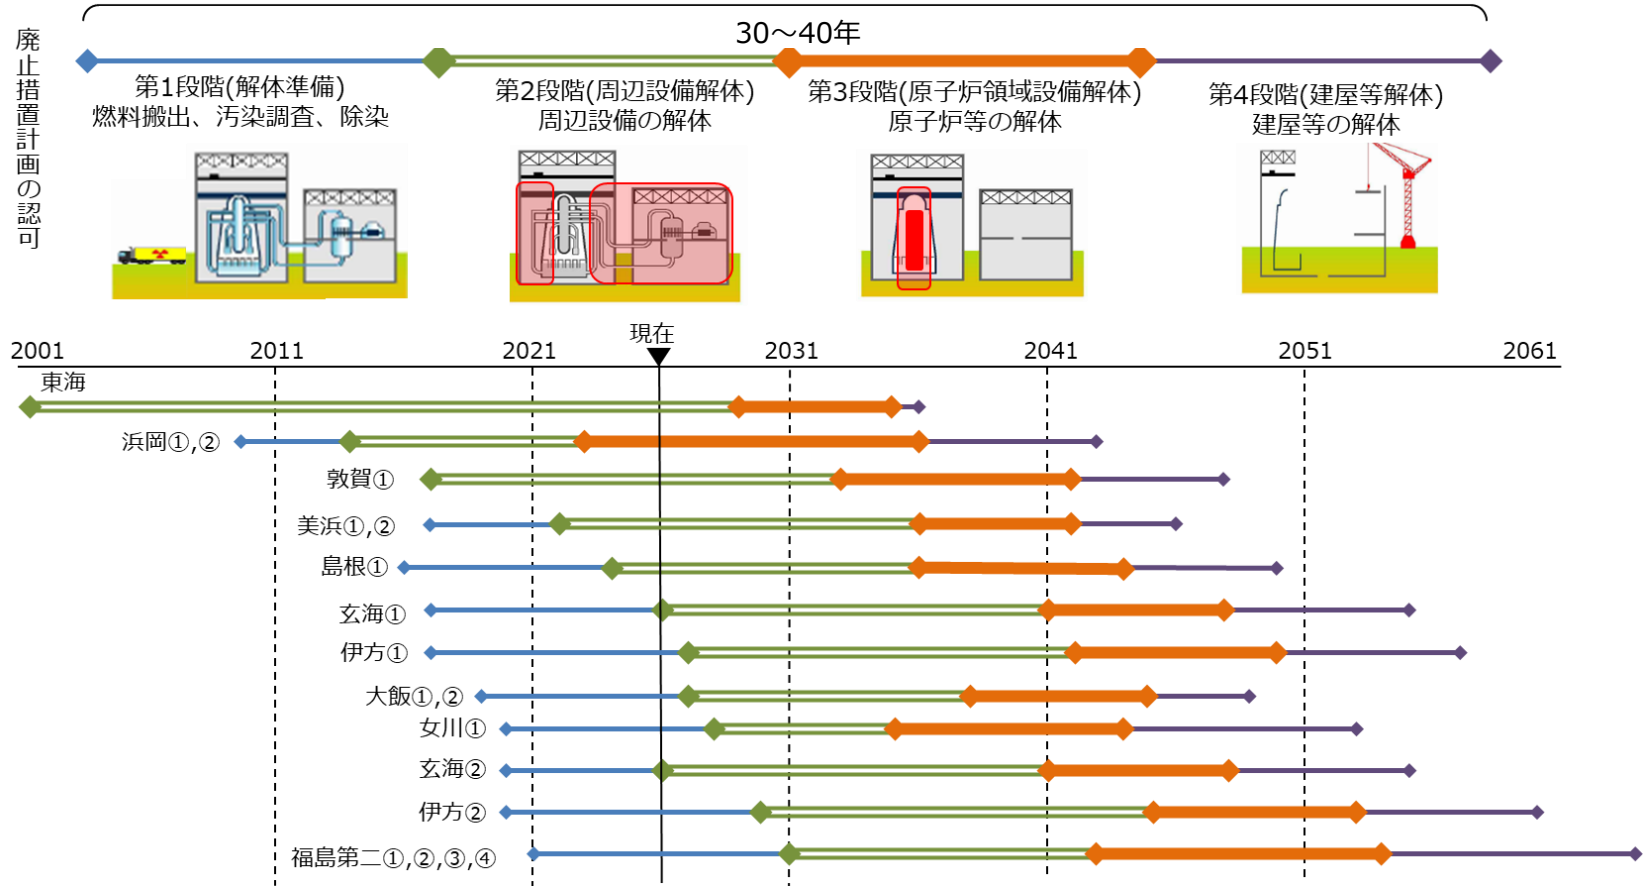 廃止措置計画の認可
30～40年
第1段階(解体準備)
燃料搬出、汚染調査、除染
第2段階(周辺設備解体)
周辺設備の解体
第3段階(原子炉領域設備解体)
原子炉等の解体
第4段階(建屋等解体)
建屋等の解体
現在
2001 2011 2021 2031 2041 2051 2061
東海
浜岡①,②
敦賀①
美浜①,②
島根①
玄海①
伊方①
大飯①,②
女川①
玄海②
伊方②
福島第二①,②,③,④